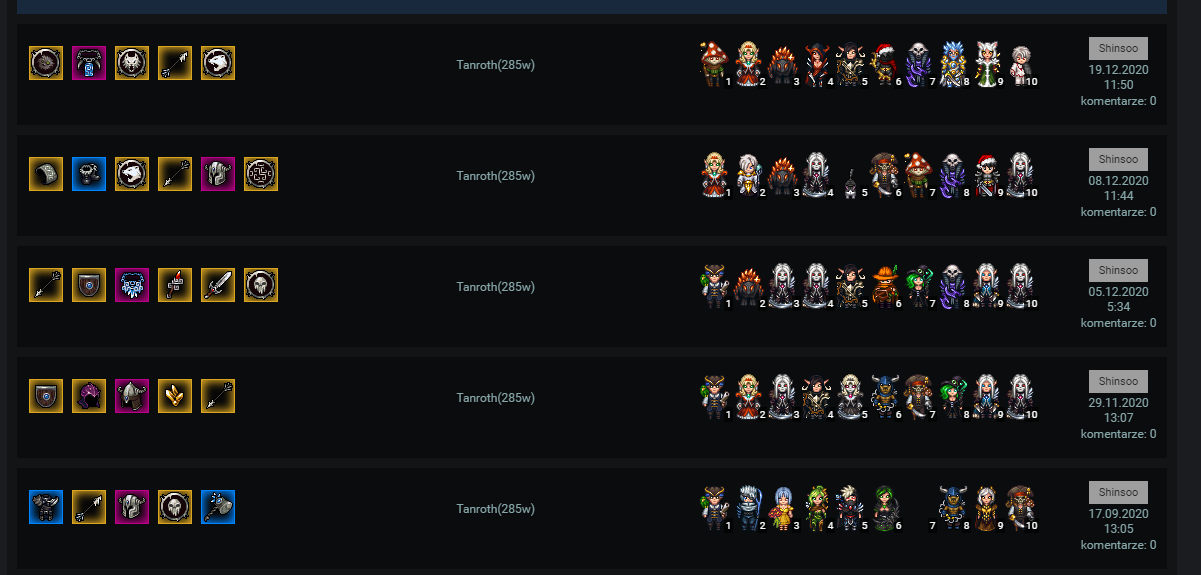 Tanroth(285w)
1 2 3 4 5 6 7 8 9 10
Shinsoo
19.12.2020
11:50
komentarze: 0
Tanroth(285w)
1 2 3 4 5 6 7 8 9 10
Shinsoo
08.12.2020
11:44
komentarze: 0
Tanroth(285w)
1 2 3 4 5 6 7 8 9 10
Shinsoo
05.12.2020
5:34
komentarze: 0
Tanroth(285w)
1 2 3 4 5 6 7 8 9 10
Shinsoo
29.11.2020
13:07
komentarze: 0
Tanroth(285w)
1 2 3 4 5 6 7 8 9 10
Shinsoo
17.09.2020
13:05
komentarze: 0